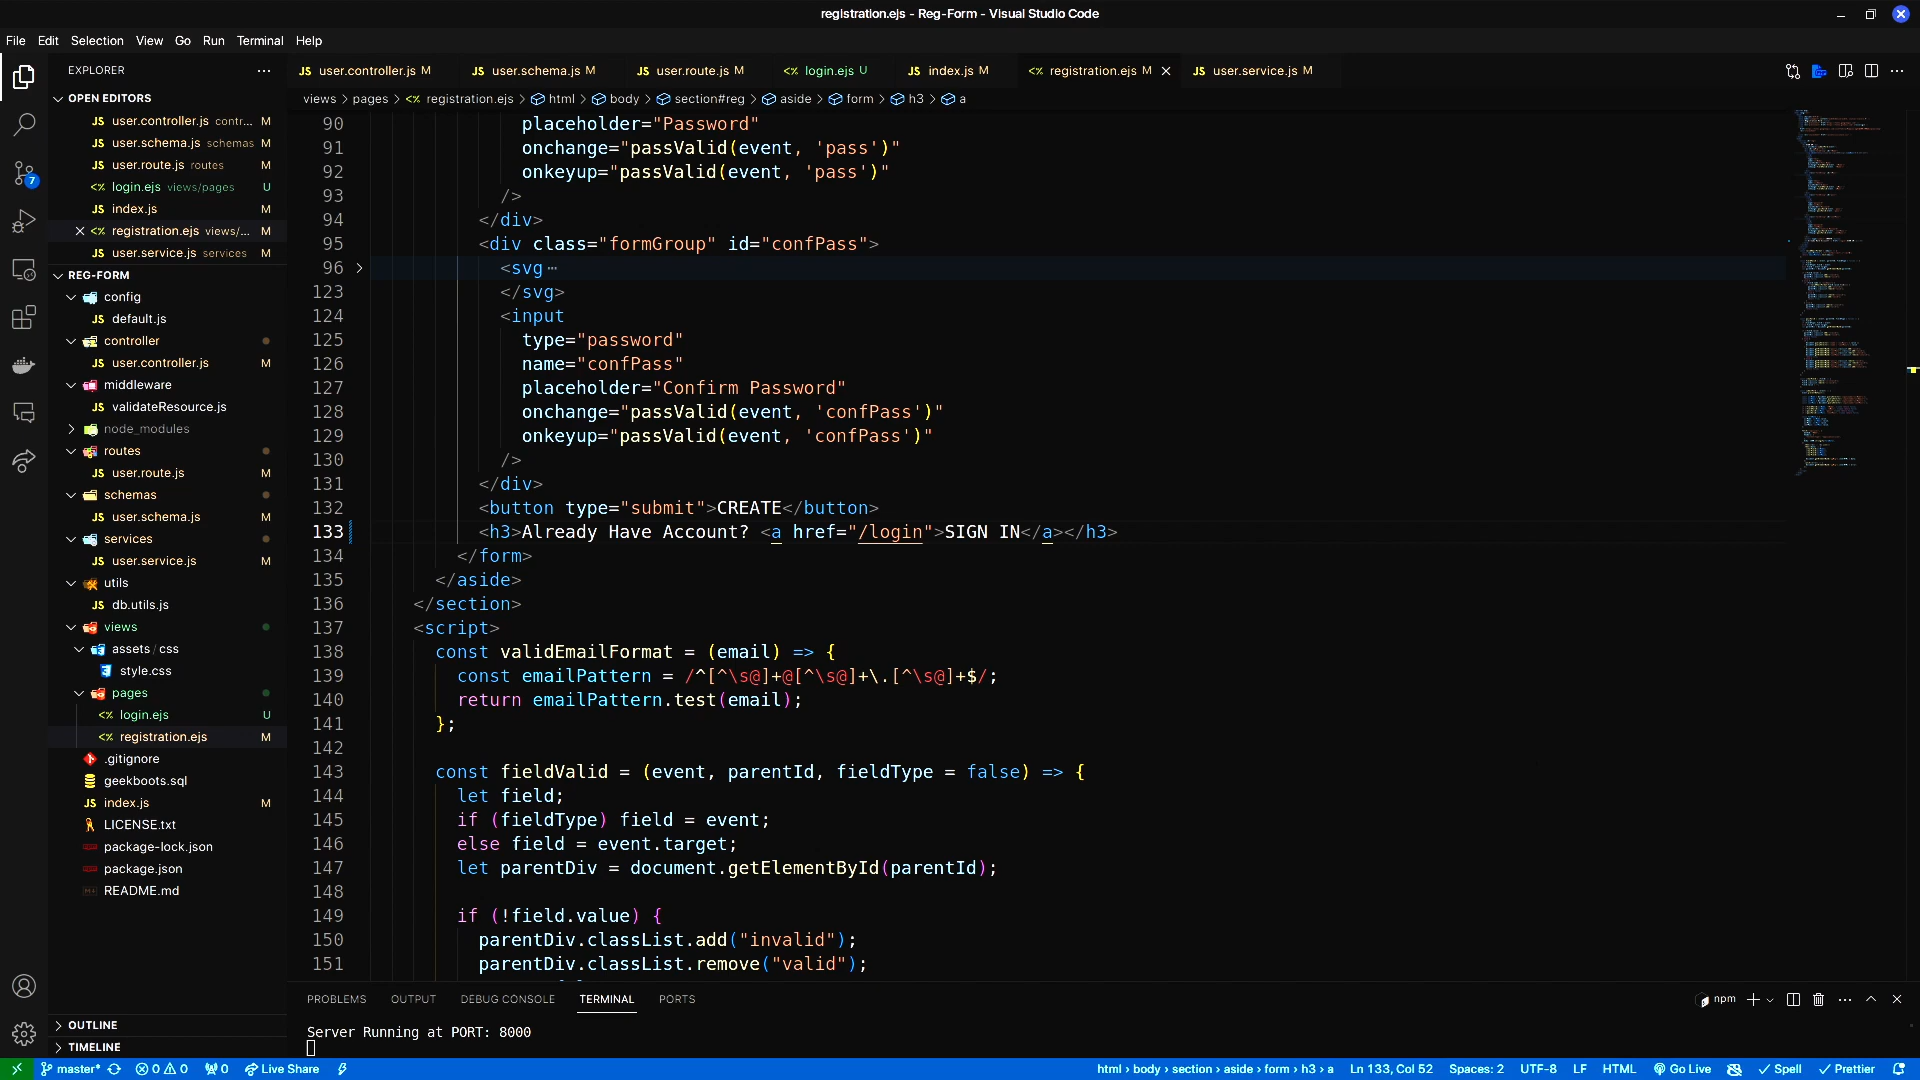 registration.ejs - Reg-Form - Visual Studio Code
File Edit Selection View Go Run Terminal Help
EXPLORER
OPEN EDITORS
JS user.controller.js contr... M
JS user.schema.js schemas M
JS user.route.js routes M
<% login.ejs views/pages U
JS index.js M
<% registration.ejs views/... M
JS user.service.js services M
REG-FORM
config
JS default.js
controller
JS user.controller.js M
middleware
JS validateResource.js
node_modules
routes
JS user.route.js M
schemas
JS user.schema.js M
services
JS user.service.js M
utils
JS db.utils.js
views
assets / css
style.css
pages
<% login.ejs U
<% registration.ejs M
.gitignore
geekboots.sql
JS index.js M
LICENSE.txt
package-lock.json
package.json
README.md
OUTLINE
TIMELINE
7
JS user.controller.js M JS user.schema.js M JS user.route.js M <% login.ejs U JS index.js M <% registration.ejs M JS user.service.js M
views > pages > <% registration.ejs > html > body > section#reg > aside > form > h3 > a
90 placeholder="Password"
91 onchange="passValid(event, 'pass')"
92 onkeyup="passValid(event, 'pass')"
93 />
94 </div>
95 <div class="formGroup" id="confPass">
96 <svg ...
123 </svg>
124 <input
125 type="password"
126 name="confPass"
127 placeholder="Confirm Password"
128 onchange="passValid(event, 'confPass')"
129 onkeyup="passValid(event, 'confPass')"
130 />
131 </div>
132 <button type="submit">CREATE</button>
133 <h3>Already Have Account? <a href="/login">SIGN IN</a></h3>
134 </form>
135 </aside>
136 </section>
137 <script>
138 const validEmailFormat = (email) => {
139 const emailPattern = /^[^\s@]+@[^\s@]+\.[^\s@]+$/;
140 return emailPattern.test(email);
141 };
142
143 const fieldValid = (event, parentId, fieldType = false) => {
144 let field;
145 if (fieldType) field = event;
146 else field = event.target;
147 let parentDiv = document.getElementById(parentId);
148
149 if (!field.value) {
150 parentDiv.classList.add("invalid");
151 parentDiv.classList.remove("valid");
PROBLEMS OUTPUT DEBUG CONSOLE TERMINAL PORTS
npm
Server Running at PORT: 8000
master* 0 0 0 Live Share
html > body > section > aside > form > h3 > a Ln 133, Col 52 Spaces: 2 UTF-8 LF HTML Go Live Spell Prettier